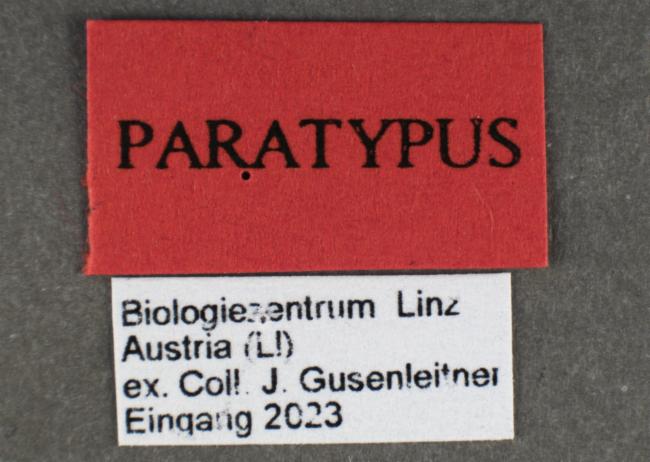 PARATYPUS
Biologiezentrum Linz
Austria (LI)
ex. Coll. J. Gusenleitner
Eingang 2023